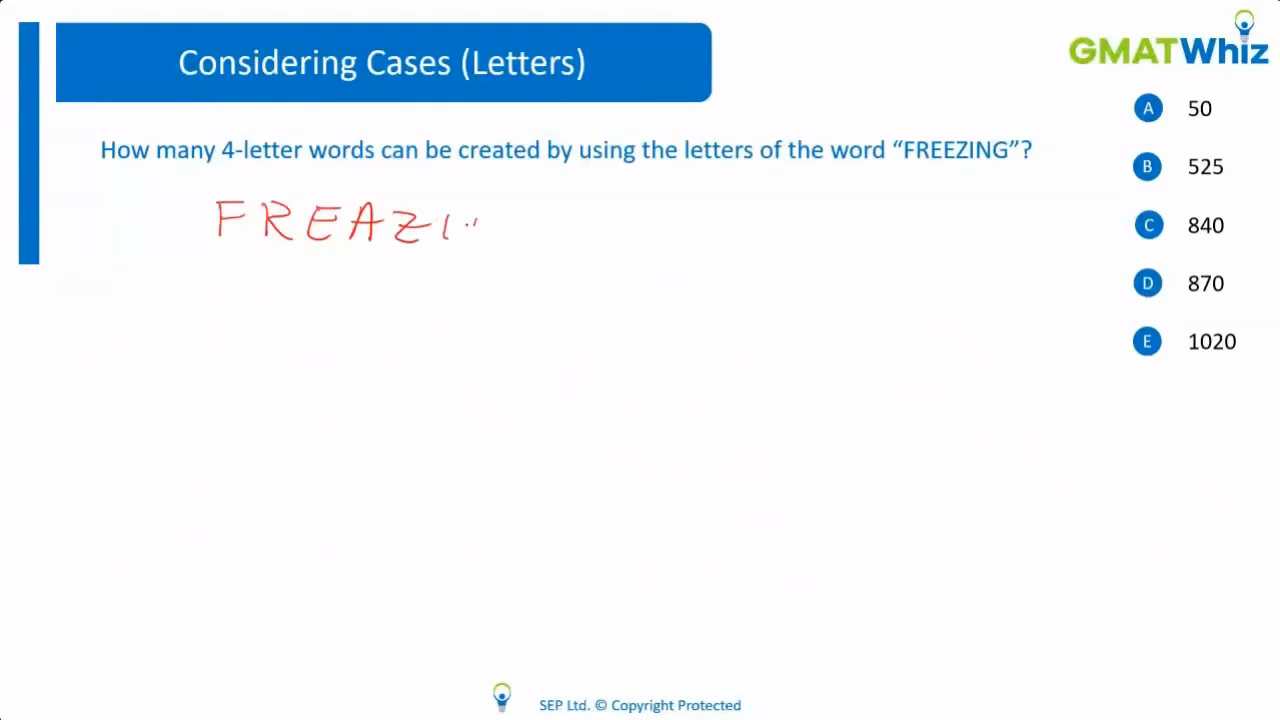 Considering Cases (Letters)
GMATWhiz
How many 4-letter words can be created by using the letters of the word “FREEZING”?
FREAZI
A 50
B 525
C 840
D 870
E 1020
SEP Ltd. © Copyright Protected